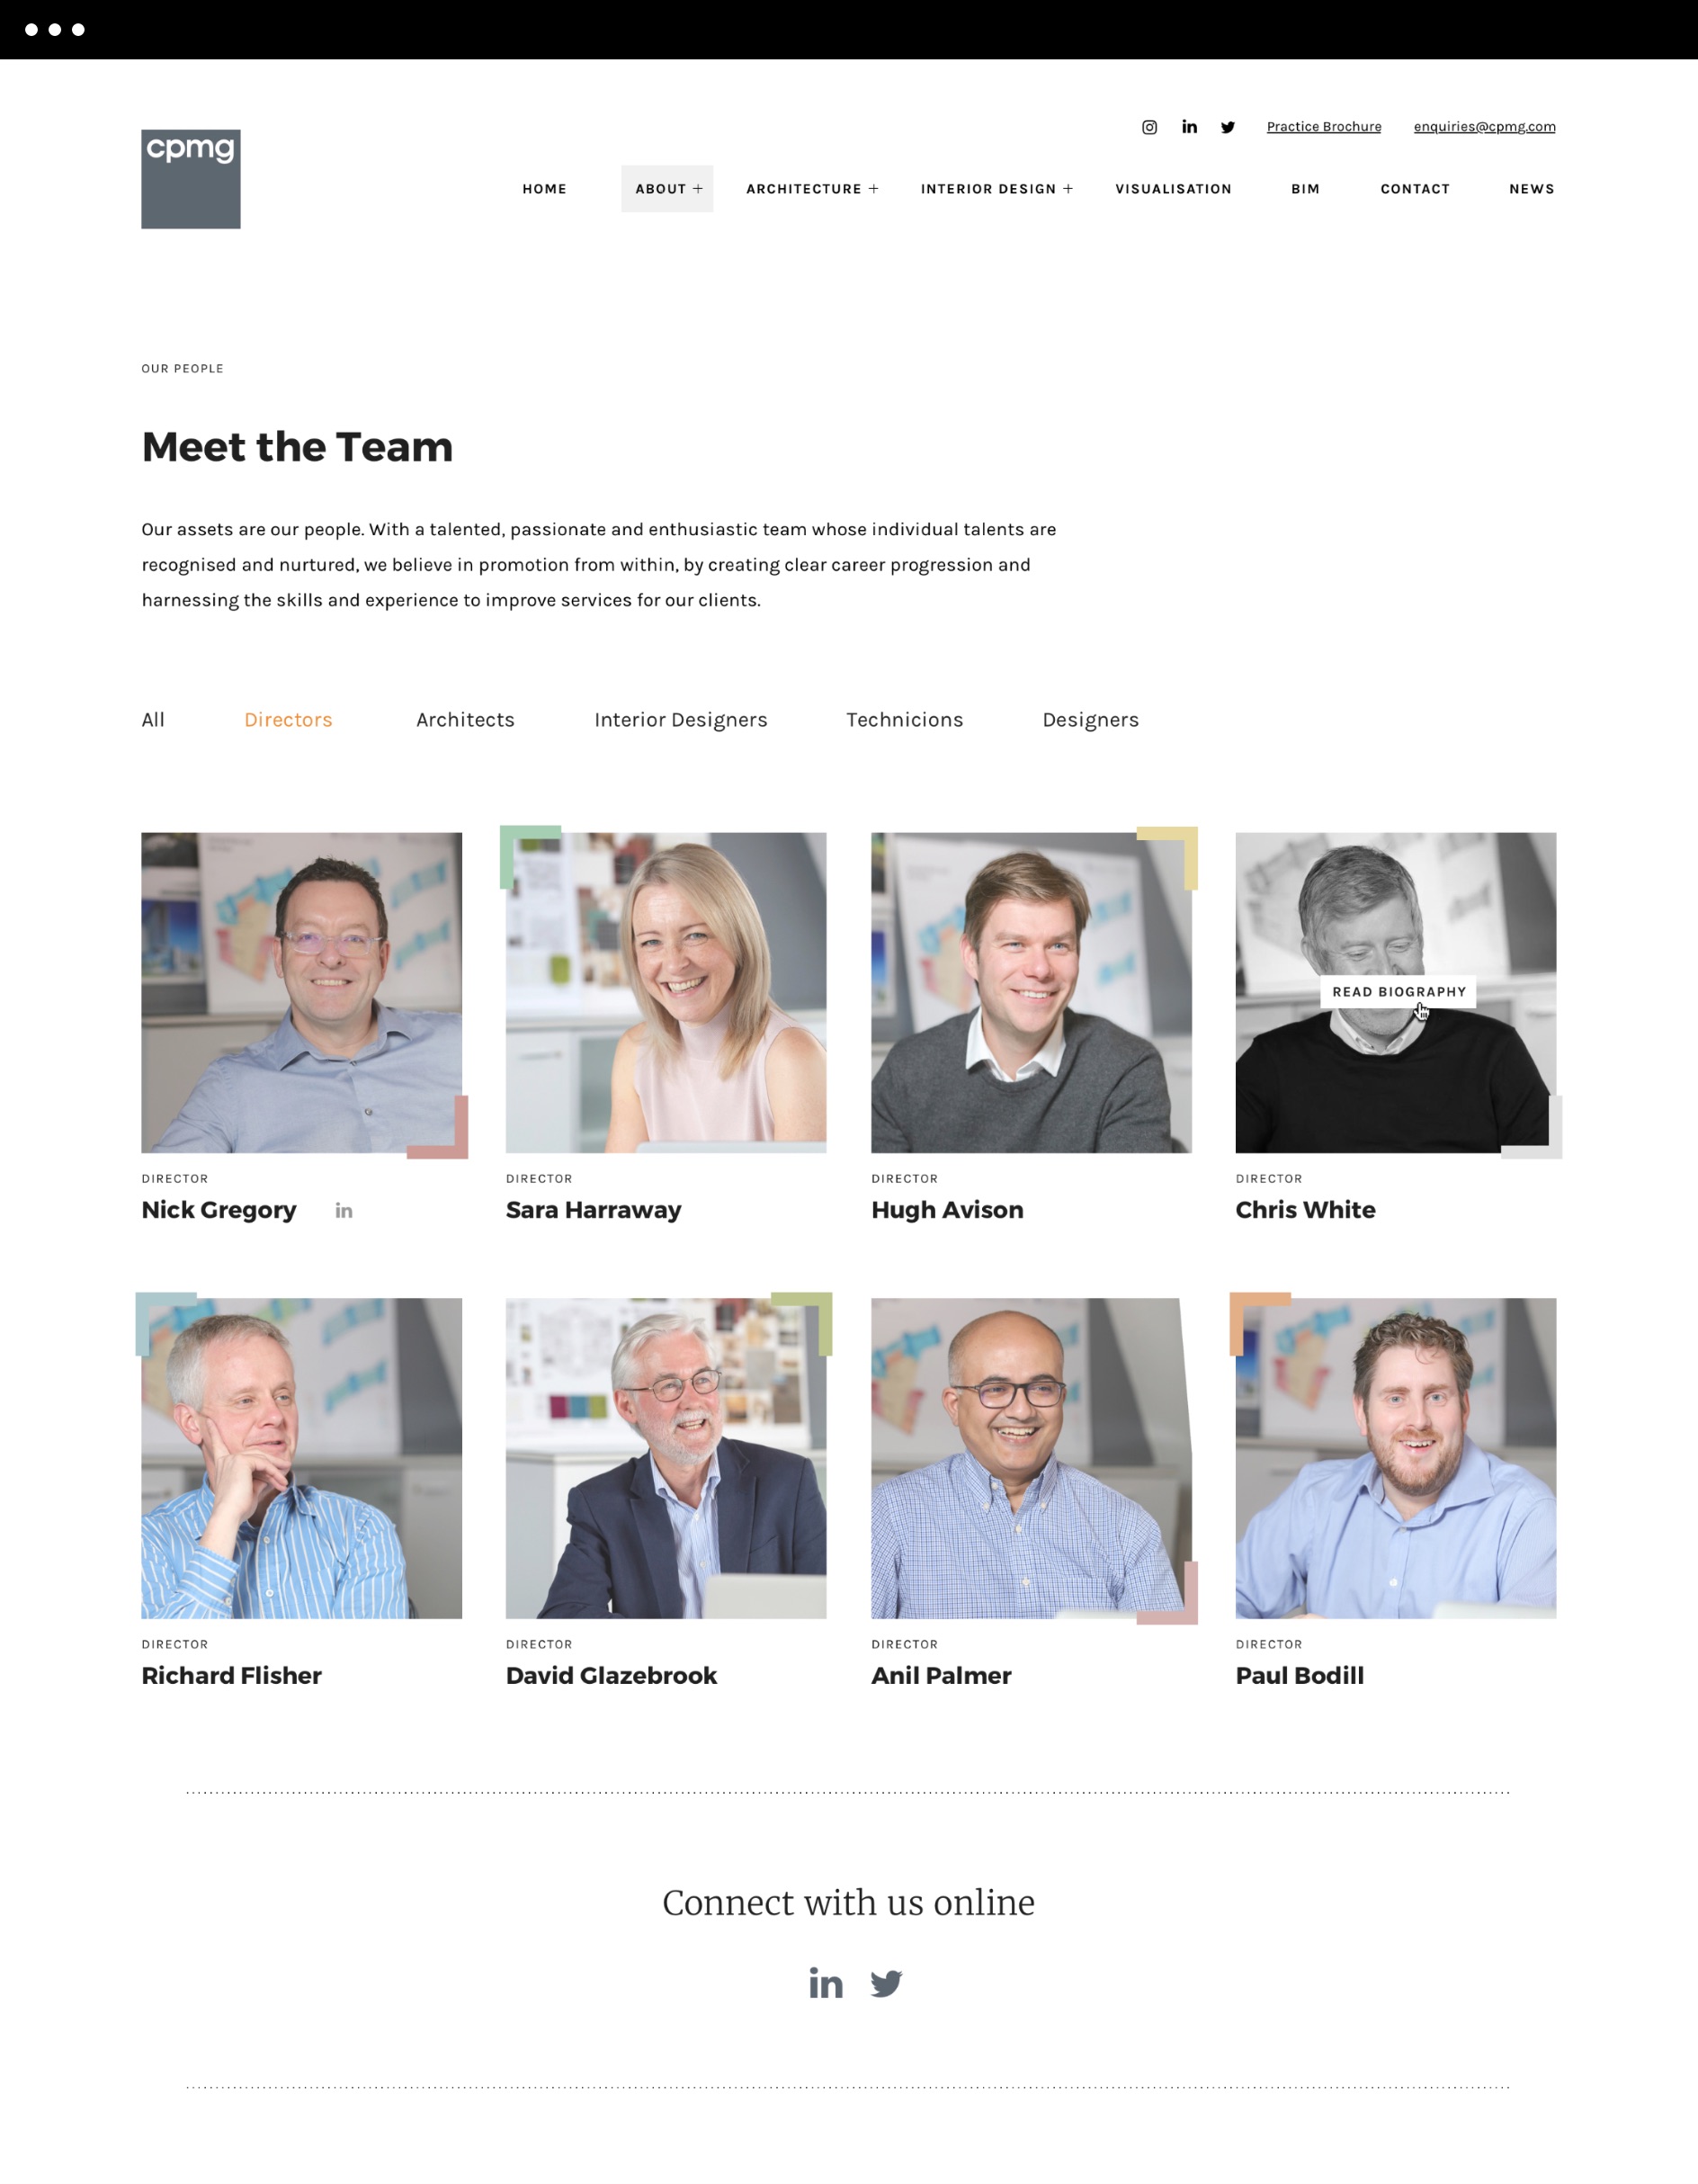 cpmg
Practice Brochure
enquiries@cpmg.com
HOME
ABOUT +
ARCHITECTURE +
INTERIOR DESIGN +
VISUALISATION
BIM
CONTACT
NEWS
OUR PEOPLE
Meet the Team
Our assets are our people. With a talented, passionate and enthusiastic team whose individual talents are
recognised and nurtured, we believe in promotion from within, by creating clear career progression and
harnessing the skills and experience to improve services for our clients.
All
Directors
Architects
Interior Designers
Technicions
Designers
READ BIOGRAPHY
DIRECTOR
Nick Gregory
in
DIRECTOR
Sara Harraway
DIRECTOR
Hugh Avison
DIRECTOR
Chris White
DIRECTOR
Richard Flisher
DIRECTOR
David Glazebrook
DIRECTOR
Anil Palmer
DIRECTOR
Paul Bodill
Connect with us online
in